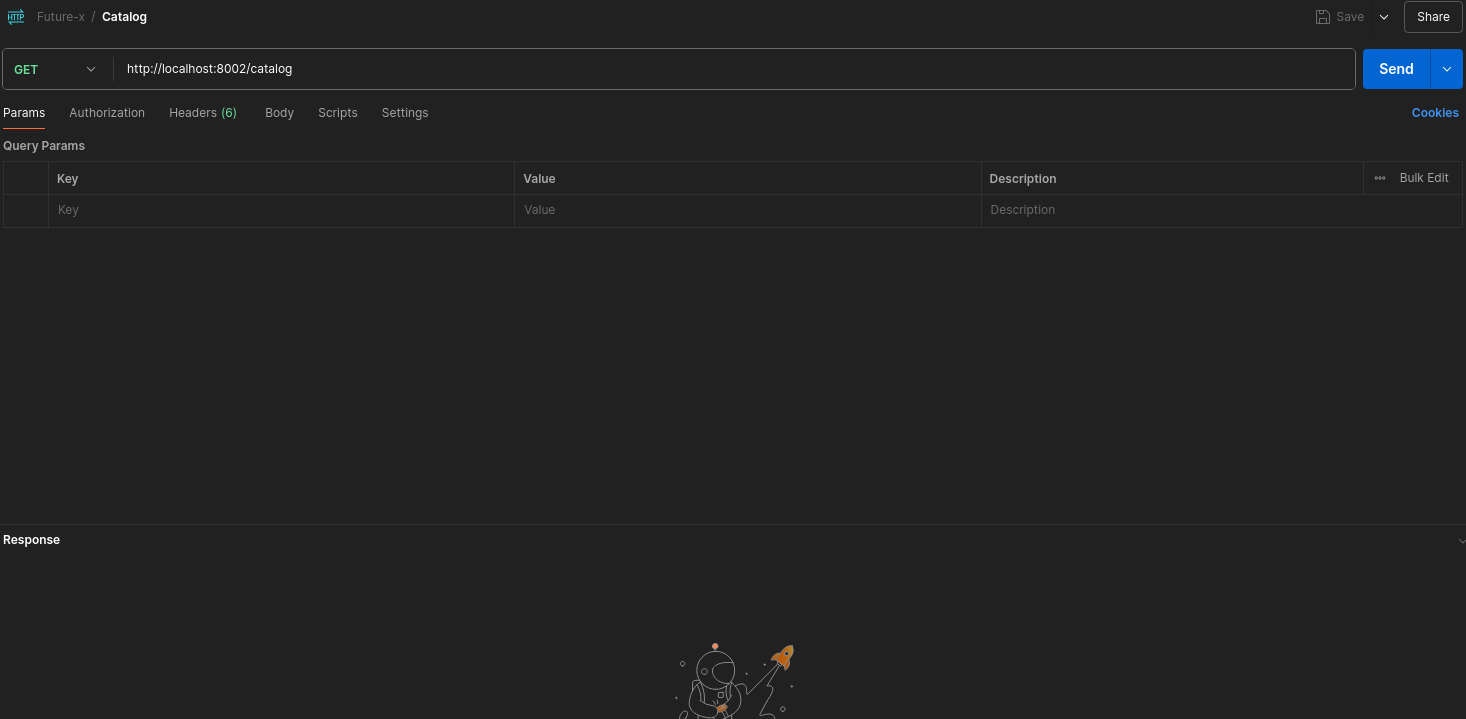 HTTP Future-x / Catalog Save Share
GET http://localhost:8002/catalog Send
Params Authorization Headers (6) Body Scripts Settings Cookies
Query Params
Key Value Description Bulk Edit
Key Value Description
Response